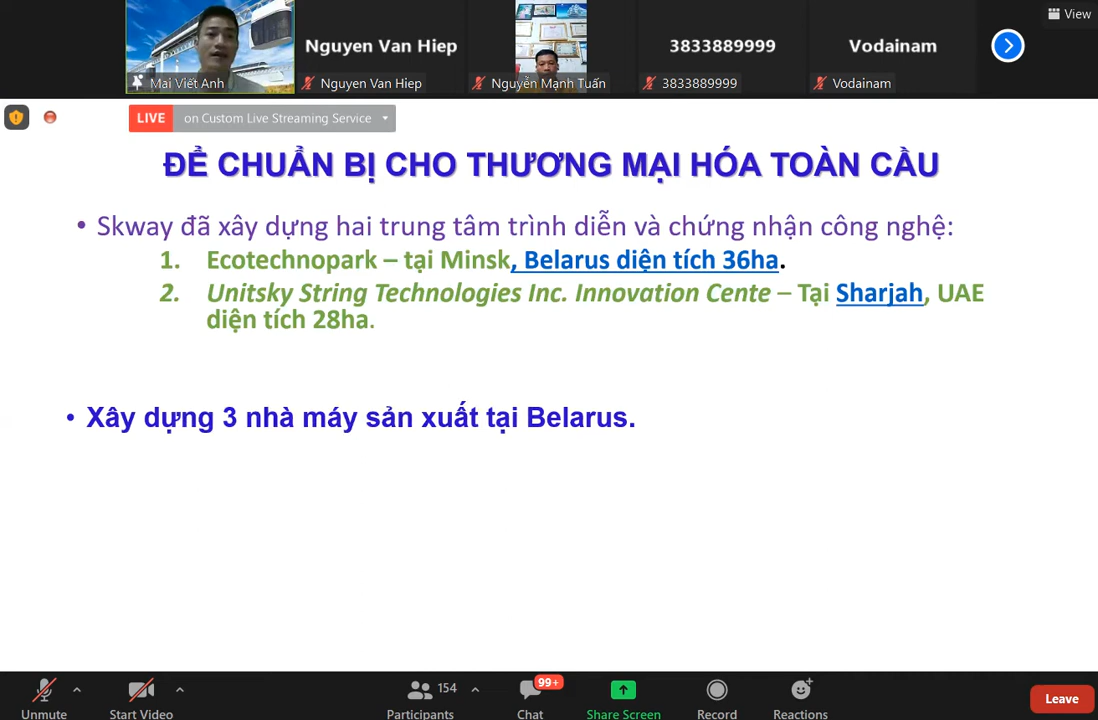 View
Nguyen Van Hiep
3833889999
Vodainam
Mai Viết Anh
Nguyen Van Hiep
Nguyễn Mạnh Tuấn
3833889999
Vodainam
LIVE on Custom Live Streaming Service
ĐỂ CHUẨN BỊ CHO THƯƠNG MẠI HÓA TOÀN CẦU
• Skway đã xây dựng hai trung tâm trình diễn và chứng nhận công nghệ:
1. Ecotechnopark – tại Minsk, Belarus diện tích 36ha.
2. Unitsky String Technologies Inc. Innovation Cente – Tại Sharjah, UAE
diện tích 28ha.
• Xây dựng 3 nhà máy sản xuất tại Belarus.
154
99+
Unmute
Start Video
Participants
Chat
Share Screen
Record
Reactions
Leave